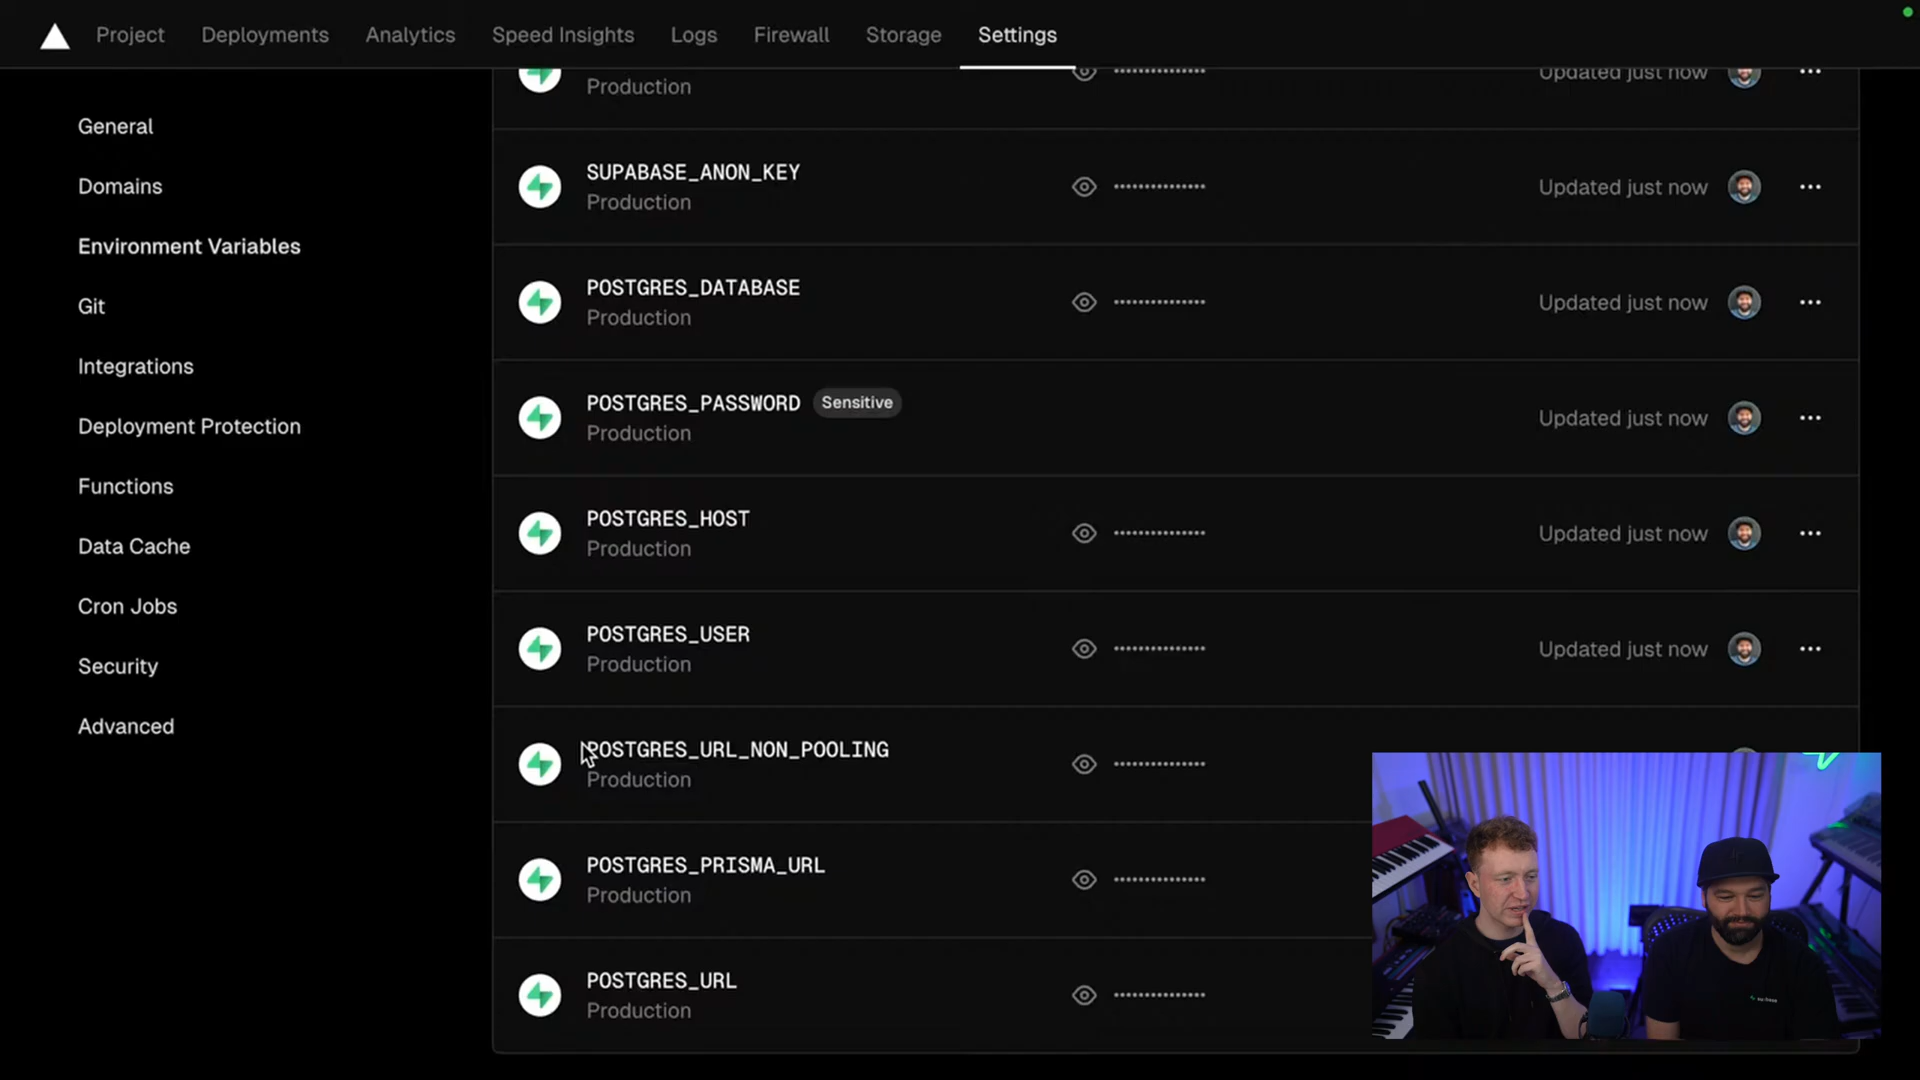 Project Deployments Analytics Speed Insights Logs Firewall Storage Settings
General
Domains
Environment Variables
Git
Integrations
Deployment Protection
Functions
Data Cache
Cron Jobs
Security
Advanced
Production Updated just now
SUPABASE_ANON_KEY
Production
Updated just now
POSTGRES_DATABASE
Production
Updated just now
POSTGRES_PASSWORD Sensitive
Production
Updated just now
POSTGRES_HOST
Production
Updated just now
POSTGRES_USER
Production
Updated just now
POSTGRES_URL_NON_POOLING
Production
POSTGRES_PRISMA_URL
Production
POSTGRES_URL
Production